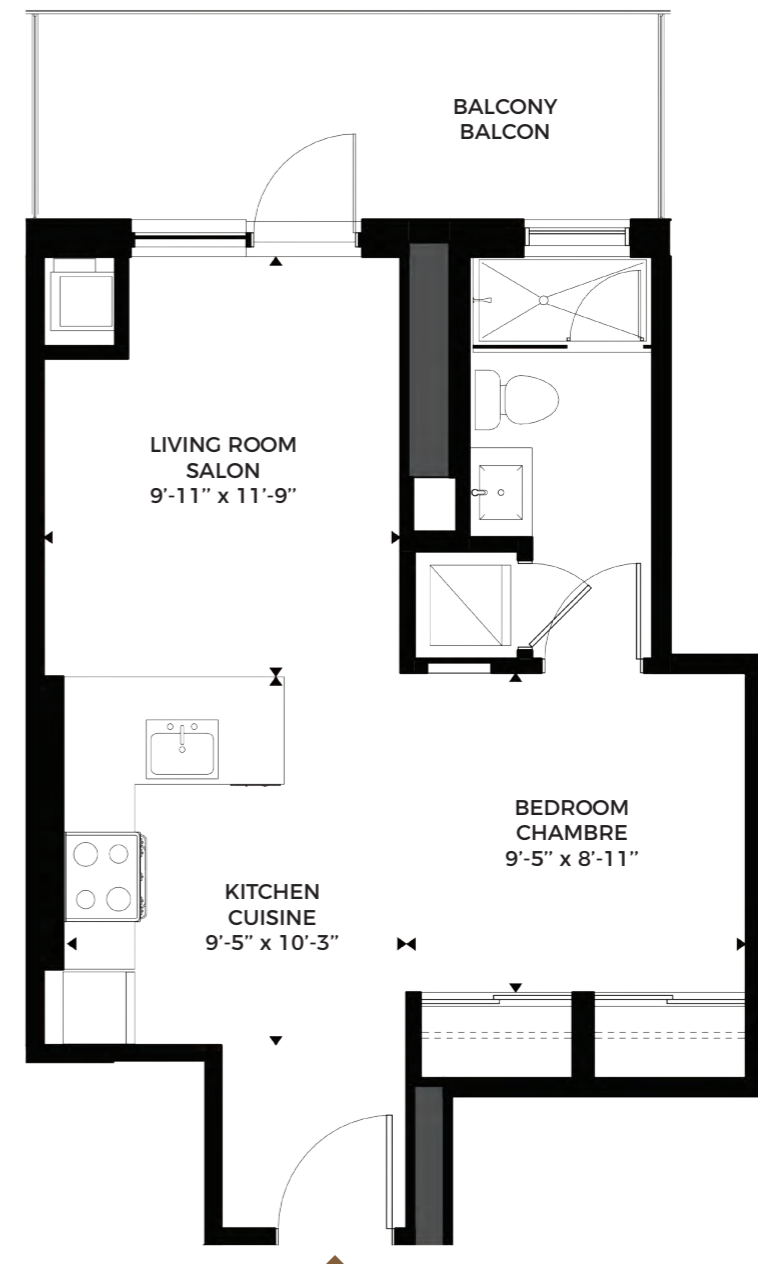 BALCONY
BALCON
LIVING ROOM
SALON
9’-11” x 11’-9”
BEDROOM
CHAMBRE
9’-5” x 8’-11”
KITCHEN
CUISINE
9’-5” x 10’-3”